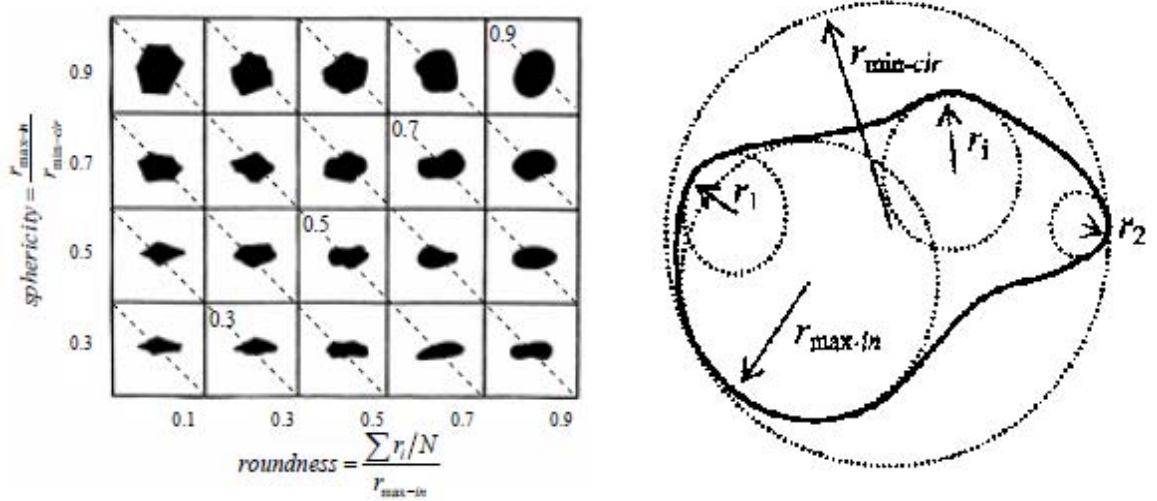 0.9
0.9
r_min-cir
0.7
0.7
r_i
r_1
sphericity = r_max-in / r_min-cir
0.5
0.5
r_2
0.3
0.3
r_max-in
0.1 0.3 0.5 0.7 0.9
roundness = ∑ r_i/N / r_max-in